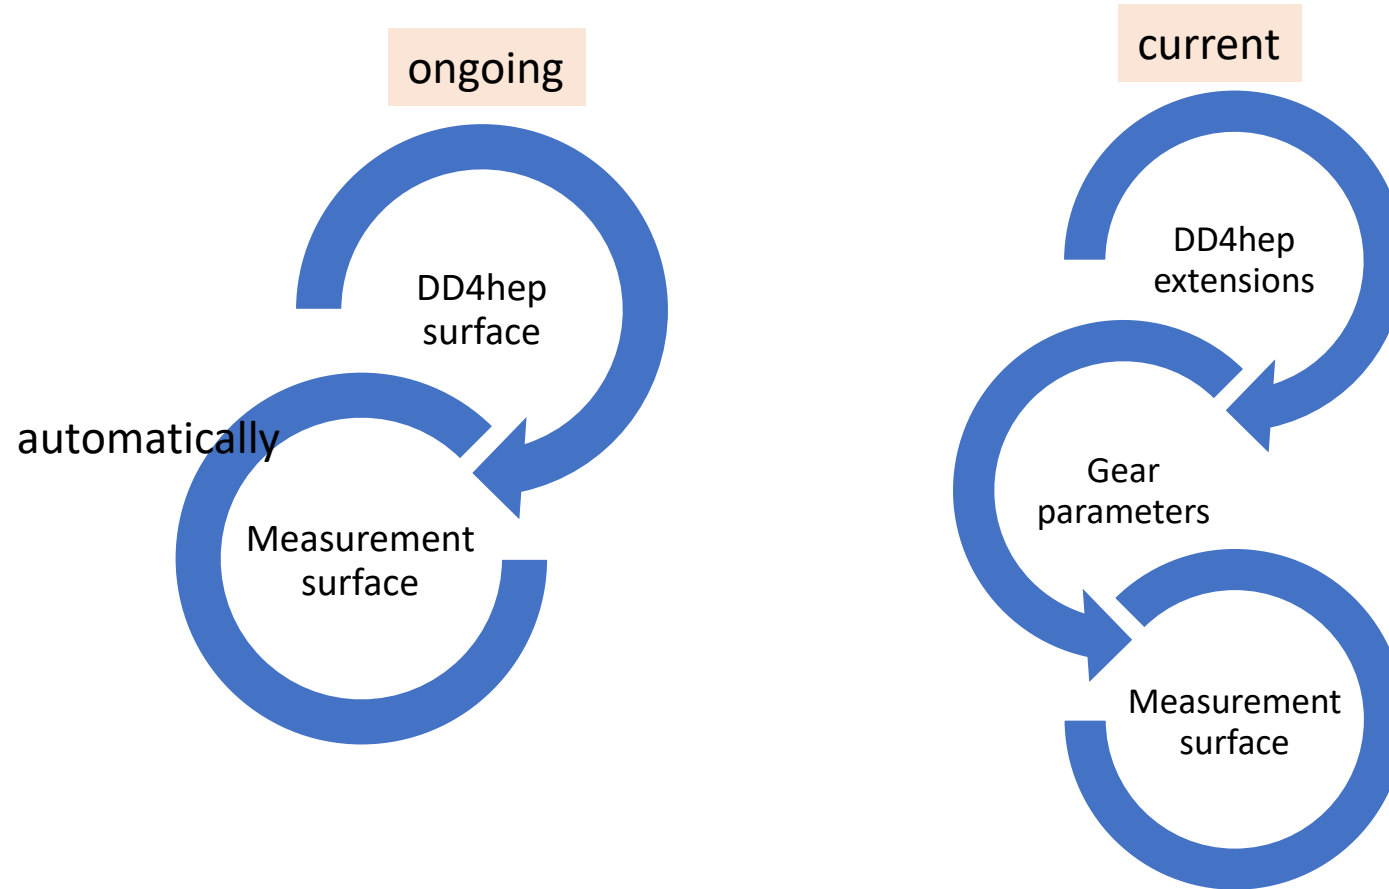 ongoing
DD4hep
surface
automatically
Measurement
surface
current
DD4hep
extensions
Gear
parameters
Measurement
surface